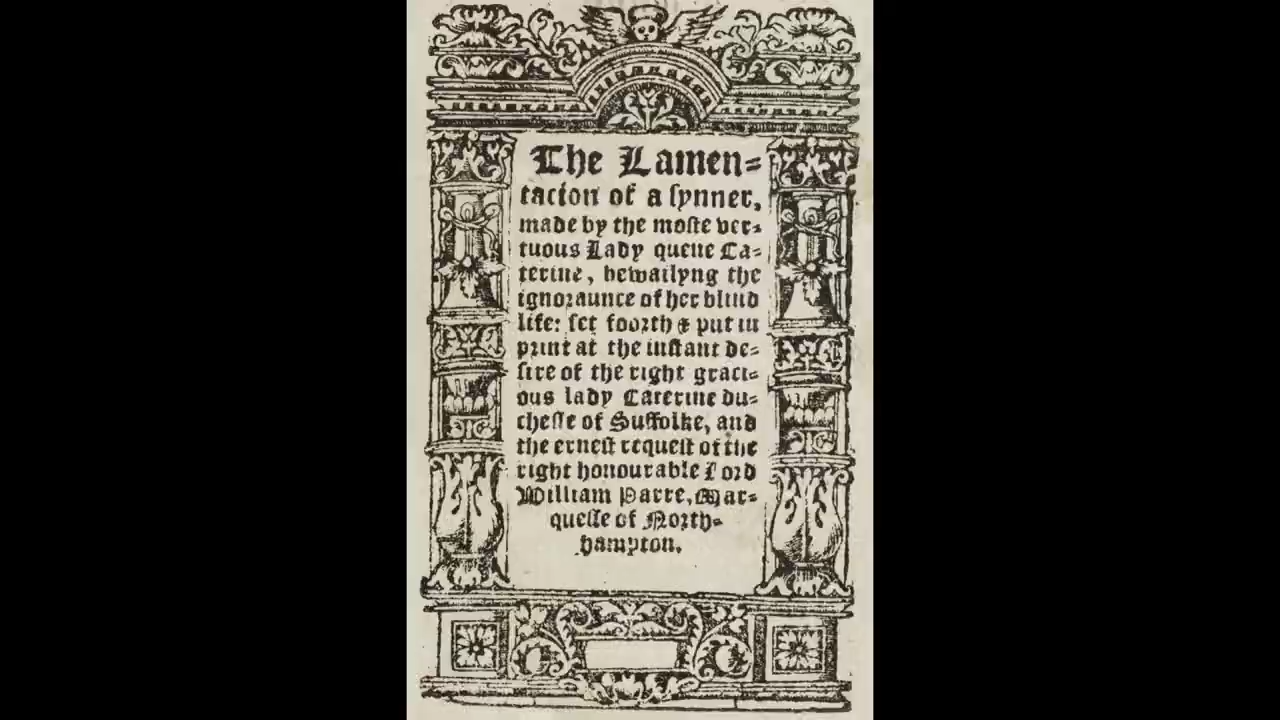 The Lamen=
tacion of a synner,
made by the moste ver=
tuous Lady quene Ca=
terine, bewailyng the
ignoraunce of her blind
life: set foorth & put in
print at the instant de=
sire of the right graci=
ous lady Caterine du=
chesse of Suffolke, and
the ernest request of the
right honourable Lord
William Parre, Mar=
quesse of North=
hampton.